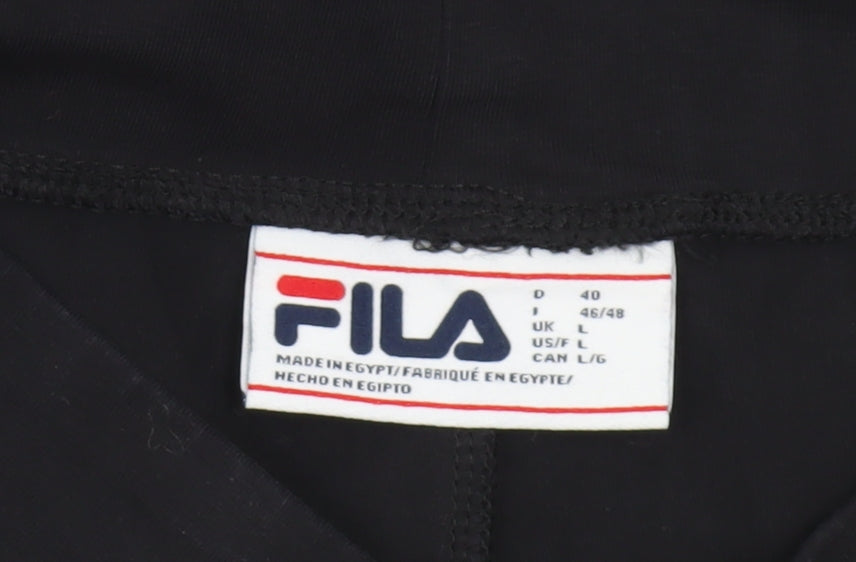 FILA
D 40
I 46/48
UK L
US/F L
CAN L/G
MADE IN EGYPT/FABRIQUÉ EN EGYPTE/
HECHO EN EGIPTO